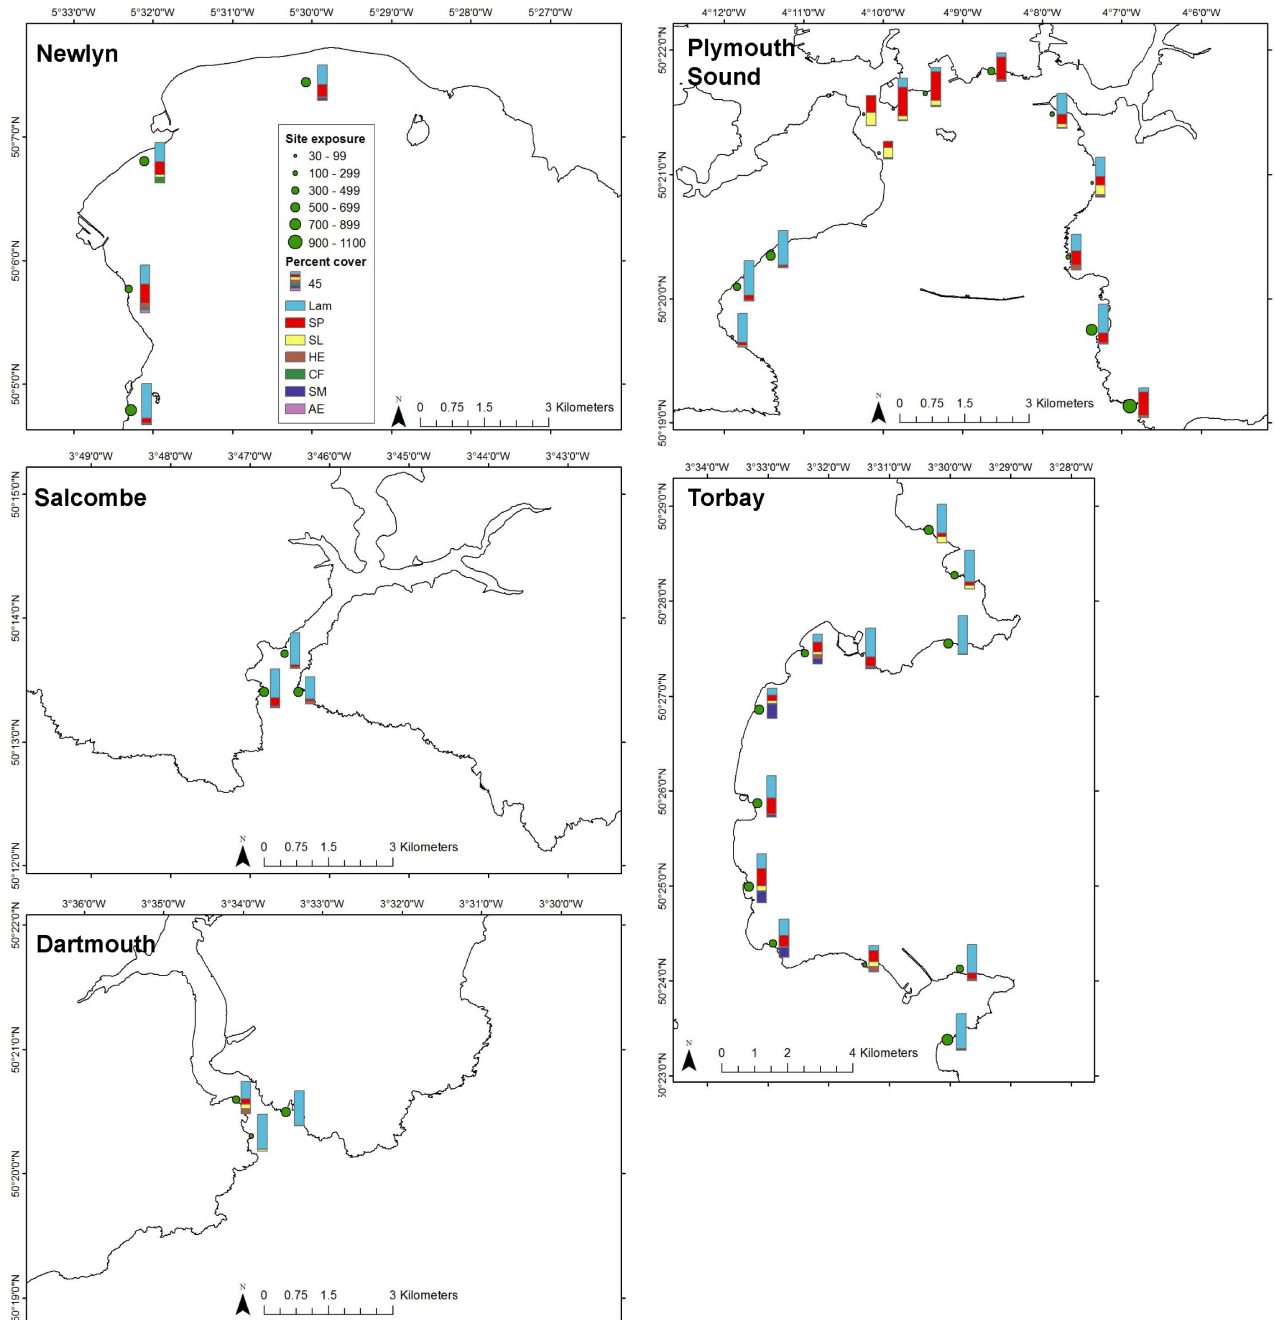 5°33'0"W 5°32'0"W 5°31'0"W 5°30'0"W 5°29'0"W 5°28'0"W 5°27'0"W
Newlyn
50°7'0"N
50°6'0"N
50°5'0"N
Site exposure
30 - 99
100 - 299
300 - 499
500 - 699
700 - 899
900 - 1100
Percent cover
45
Lam
SP
SL
HE
CF
SM
AE
N
0 0.75 1.5 3 Kilometers
4°12'0"W 4°11'0"W 4°10'0"W 4°9'0"W 4°8'0"W 4°7'0"W 4°6'0"W
Plymouth
Sound
50°22'0"N
50°21'0"N
50°20'0"N
50°19'0"N
N
0 0.75 1.5 3 Kilometers
3°49'0"W 3°48'0"W 3°47'0"W 3°46'0"W 3°45'0"W 3°44'0"W 3°43'0"W
Salcombe
50°15'0"N
50°14'0"N
50°13'0"N
50°12'0"N
N
0 0.75 1.5 3 Kilometers
3°34'0"W 3°33'0"W 3°32'0"W 3°31'0"W 3°30'0"W 3°29'0"W 3°28'0"W
Torbay
50°29'0"N
50°28'0"N
50°27'0"N
50°26'0"N
50°25'0"N
50°24'0"N
50°23'0"N
N
0 1 2 4 Kilometers
3°36'0"W 3°35'0"W 3°34'0"W 3°33'0"W 3°32'0"W 3°31'0"W 3°30'0"W
Dartmouth
50°22'0"N
50°21'0"N
50°20'0"N
50°19'0"N
N
0 0.75 1.5 3 Kilometers